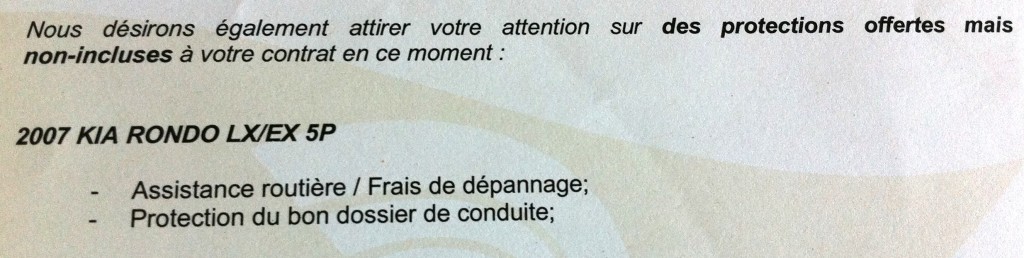 Nous désirons également attirer votre attention sur des protections offertes mais
non-incluses à votre contrat en ce moment :
2007 KIA RONDO LX/EX 5P
- Assistance routière / Frais de dépannage;
- Protection du bon dossier de conduite;